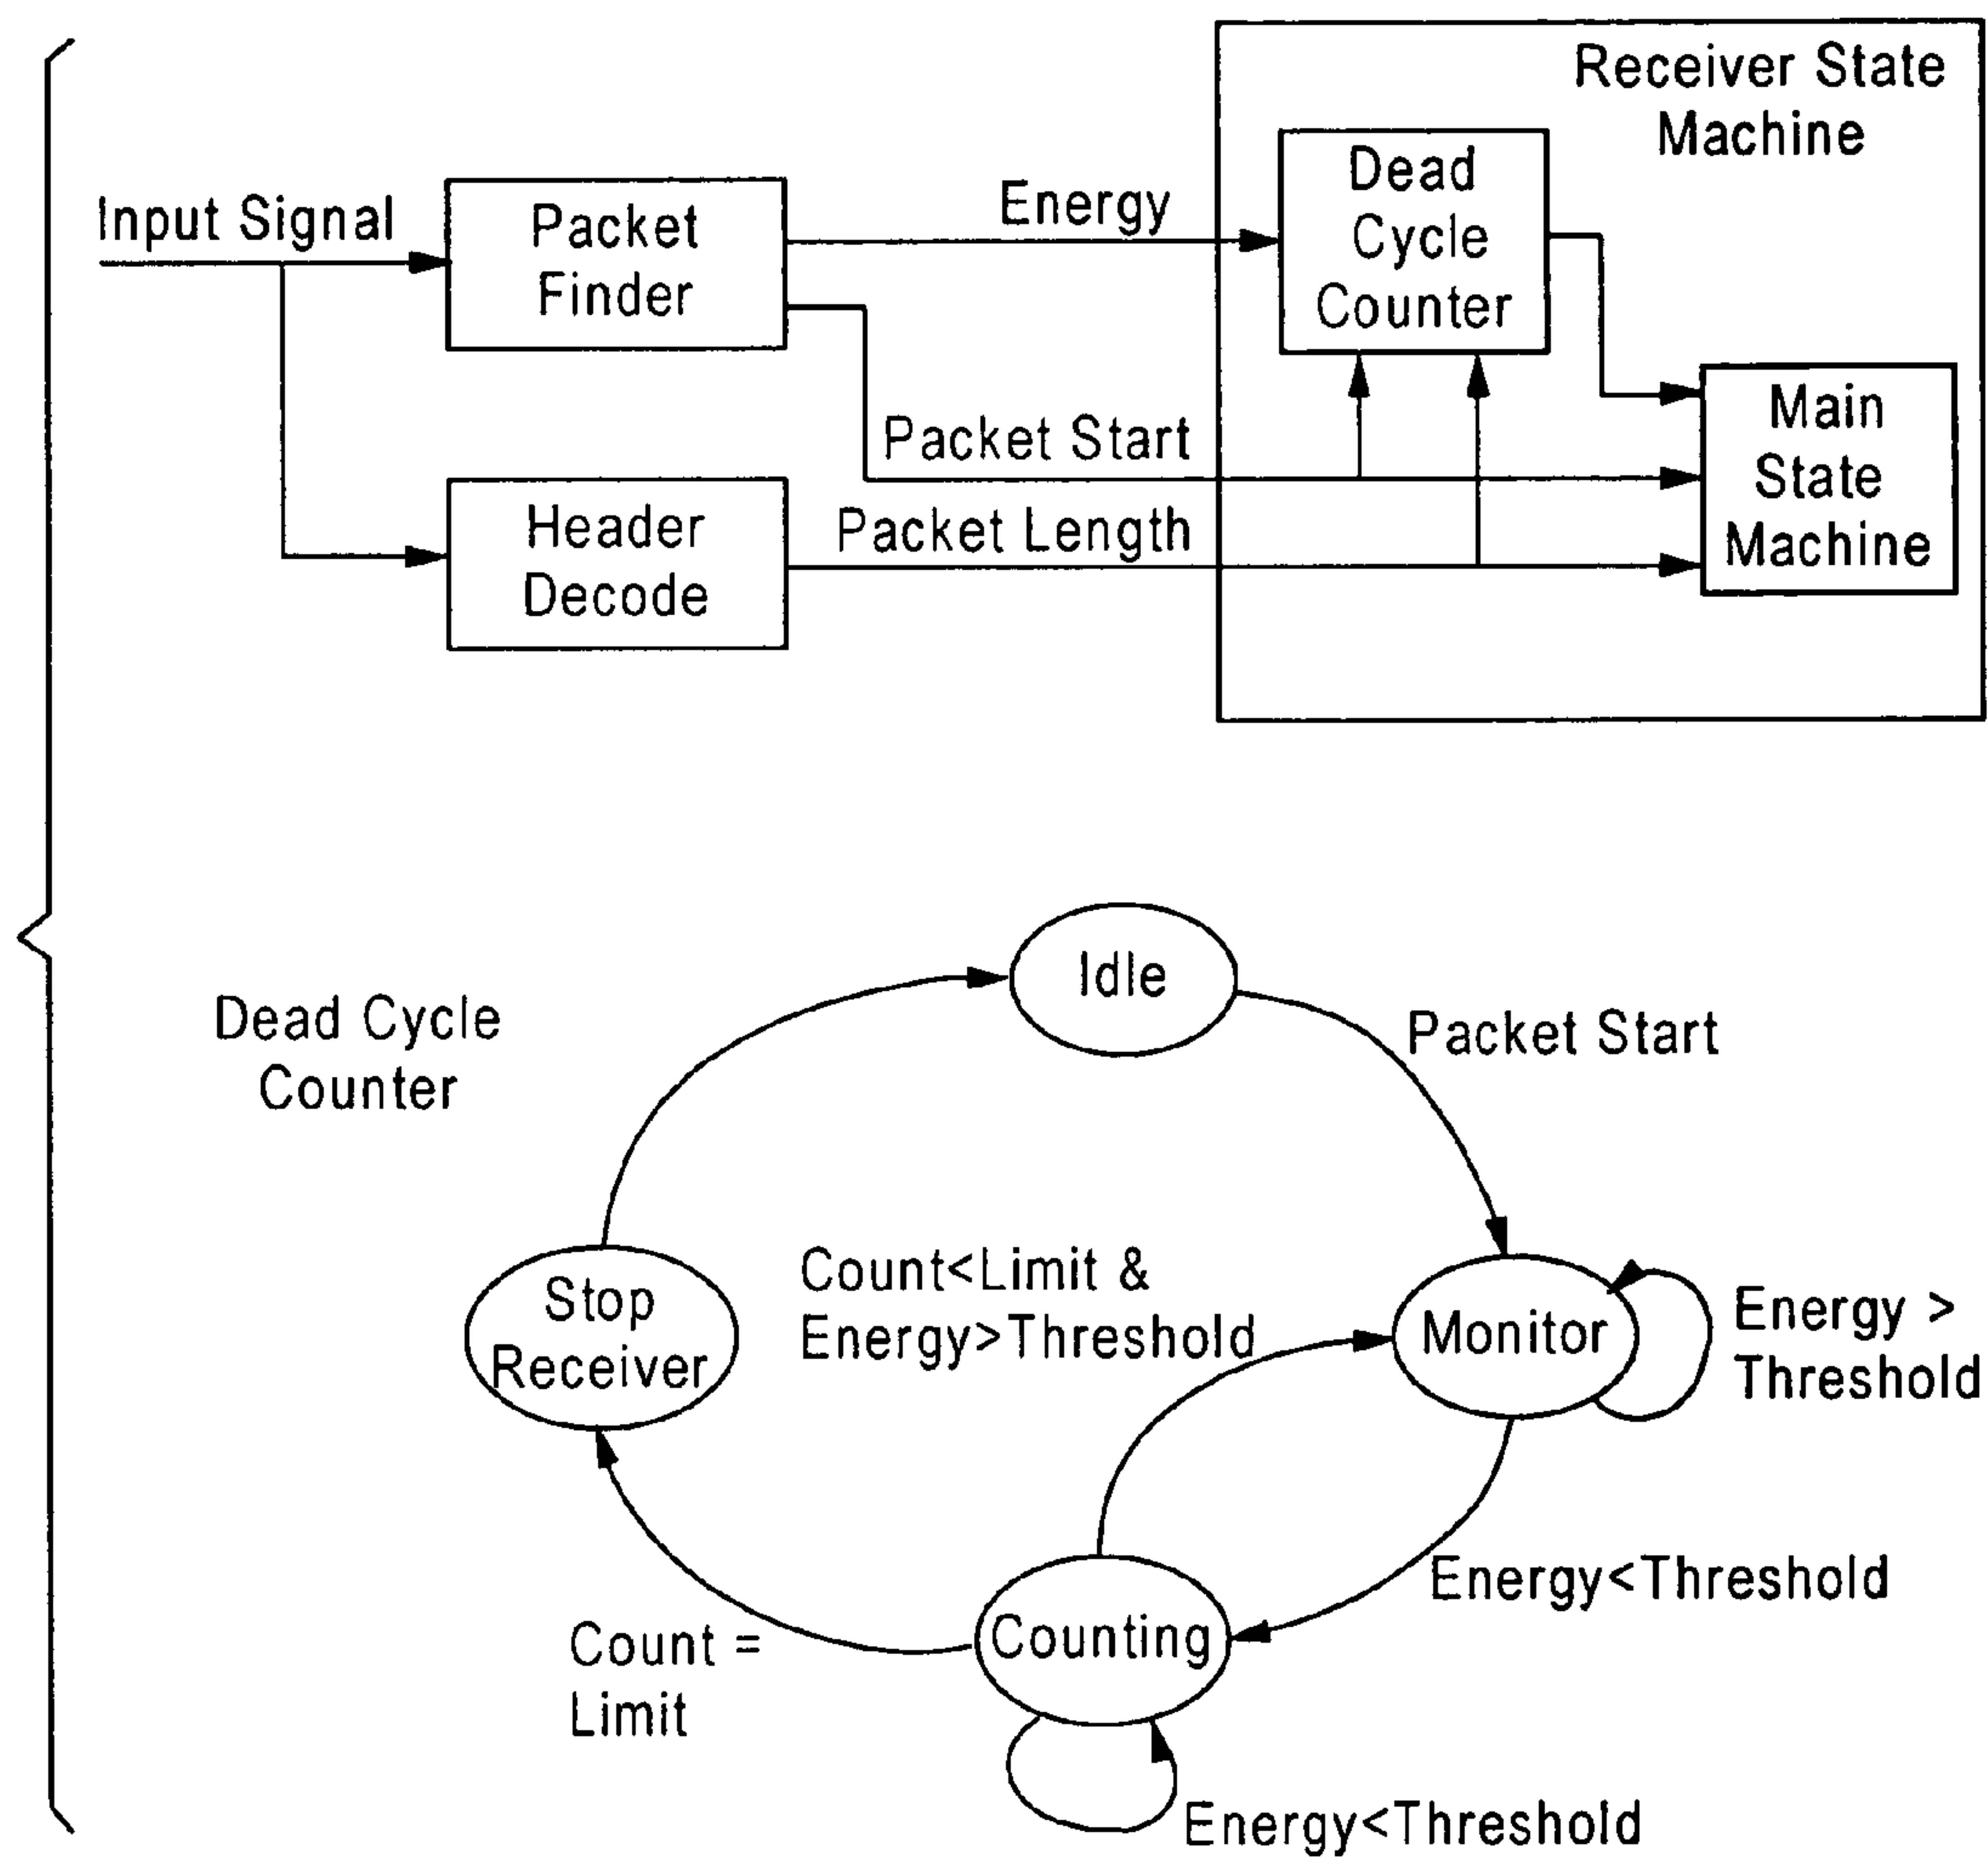 Receiver State
Machine
Dead
Cycle
Counter
Input Signal
Packet
Finder
Energy
Main
State
Machine
Packet Start
Header
Decode
Packet Length
Idle
Dead Cycle
Counter
Packet Start
Stop
Receiver
Count<Limit &
Energy>Threshold
Monitor
Energy >
Threshold
Energy<Threshold
Counting
Count =
Limit
Energy<Threshold